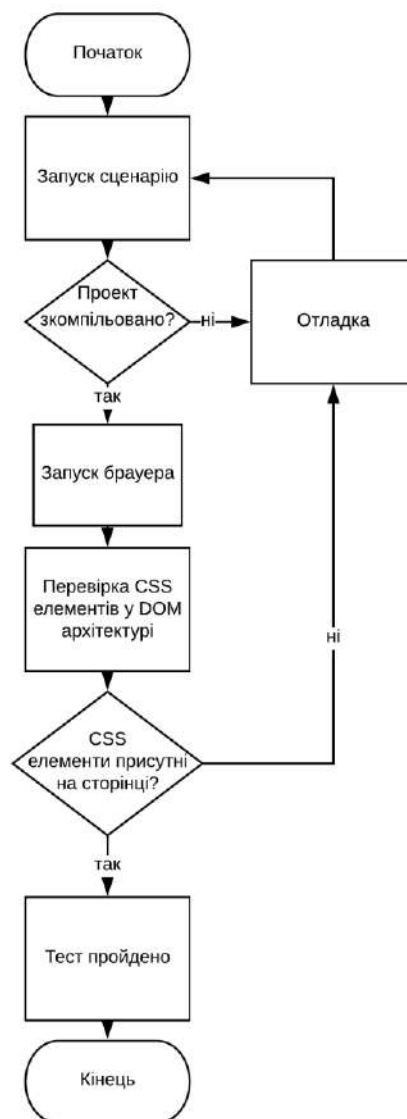 Початок
Запуск сценарію
Проект
зкомпільовано?
ні
Отладка
так
Запуск брауера
Перевірка CSS
елементів у DOM
архітектурі
ні
CSS
елементи присутні
на сторінці?
так
Тест пройдено
Кінець